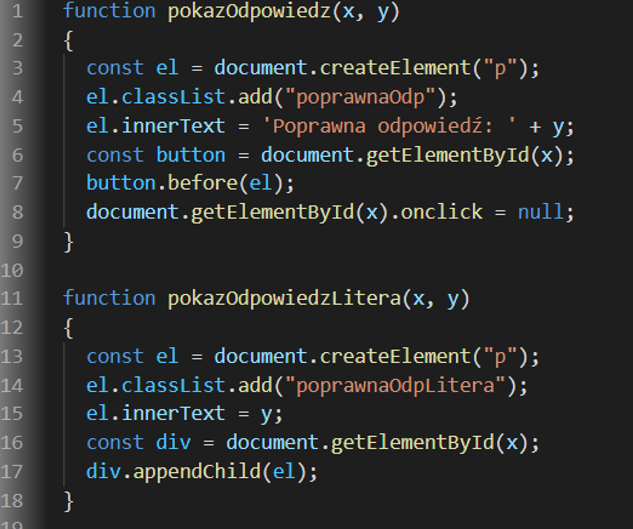 1 function pokazOdpowiedz(x, y)
2 {
3 const el = document.createElement("p");
4 el.classList.add("poprawnaOdp");
5 el.innerText = 'Poprawna odpowiedź: ' + y;
6 const button = document.getElementById(x);
7 button.before(el);
8 document.getElementById(x).onclick = null;
9 }
10
11 function pokazOdpowiedzLitera(x, y)
12 {
13 const el = document.createElement("p");
14 el.classList.add("poprawnaOdpLitera");
15 el.innerText = y;
16 const div = document.getElementById(x);
17 div.appendChild(el);
18 }
19